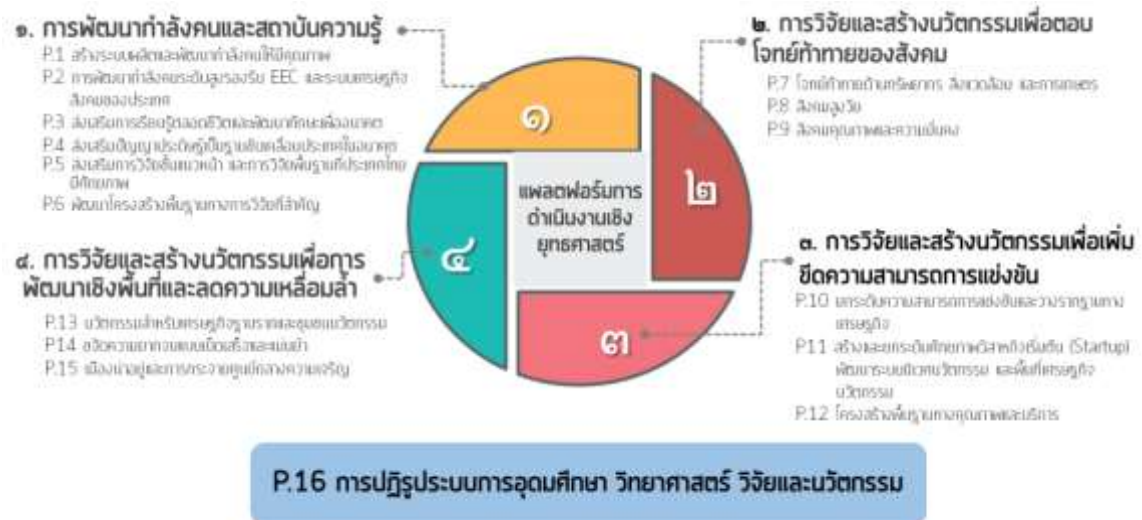 ๑. การพัฒนากำลังคนและสถาบันความรู้
P.1 สร้างระบบผลิตและพัฒนากำลังคนให้มีคุณภาพ
P.2 การพัฒนากำลังคนระดับสูงรองรับ EEC และระบบเศรษฐกิจ
สังคมของประเทศ
P.3 ส่งเสริมการเรียนรู้ตลอดชีวิตและพัฒนาทักษะเพื่ออนาคต
P.4 ส่งเสริมปัญญาประดิษฐ์เป็นฐานขับเคลื่อนประเทศในอนาคต
P.5 ส่งเสริมการวิจัยขั้นแนวหน้า และการวิจัยพื้นฐานที่ประเทศไทย
มีศักยภาพ
P.6 พัฒนาโครงสร้างพื้นฐานทางการวิจัยที่สำคัญ
๒. การวิจัยและสร้างนวัตกรรมเพื่อตอบ
โจทย์ท้าทายของสังคม
P.7 โจทย์ท้าทายด้านทรัพยากร สิ่งแวดล้อม และการเกษตร
P.8 สังคมสูงวัย
P.9 สังคมคุณภาพและความมั่นคง
๑
๒
๓
๔
แพลตฟอร์มการ
ดำเนินงานเชิง
ยุทธศาสตร์
๓. การวิจัยและสร้างนวัตกรรมเพื่อเพิ่ม
ขีดความสามารถการแข่งขัน
P.10 ยกระดับความสามารถการแข่งขันและวางรากฐานทาง
เศรษฐกิจ
P.11 สร้างและยกระดับศักยภาพวิสาหกิจเริ่มต้น (Startup)
พัฒนาระบบนิเวศนวัตกรรม และพื้นที่เศรษฐกิจ
นวัตกรรม
P.12 โครงสร้างพื้นฐานทางคุณภาพและบริการ
๔. การวิจัยและสร้างนวัตกรรมเพื่อการ
พัฒนาเชิงพื้นที่และลดความเหลื่อมล้ำ
P.13 นวัตกรรมสำหรับเศรษฐกิจฐานรากและชุมชนนวัตกรรม
P.14 ขจัดความยากจนแบบเบ็ดเสร็จและแม่นยำ
P.15 เมืองน่าอยู่และการกระจายศูนย์กลางความเจริญ
P.16 การปฏิรูประบบการอุดมศึกษา วิทยาศาสตร์ วิจัยและนวัตกรรม